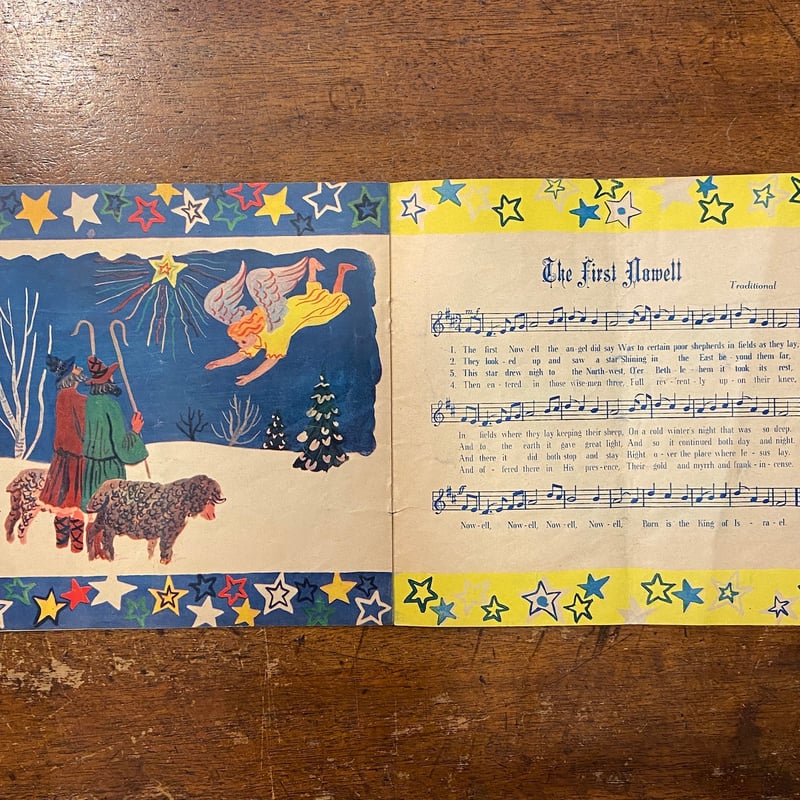 The First Nowell
Traditional
mf
1. The first Now - ell the an-gel did say Was to certain poor shepherds in fields as they lay,
2. They look - ed up and saw a star Shining in the East be - yond them far,
3. This star drew nigh to the North-west, O'er Beth - le - hem it took its rest,
4. Then en - tered in those wise-men three, Full rev - 'rent - ly up - on their knee,
In fields where they lay keeping their sheep, On a cold winter's night that was so deep.
And to the earth it gave great light, And so it continued both day and night.
And there it did both stop and stay Right o - ver the place where Je - sus lay.
And of - fered there in His pres - ence, Their gold and myrrh and frank - in - cense.
Now - ell, Now - ell, Now - ell, Now - ell, Born is the King of Is - ra - el.